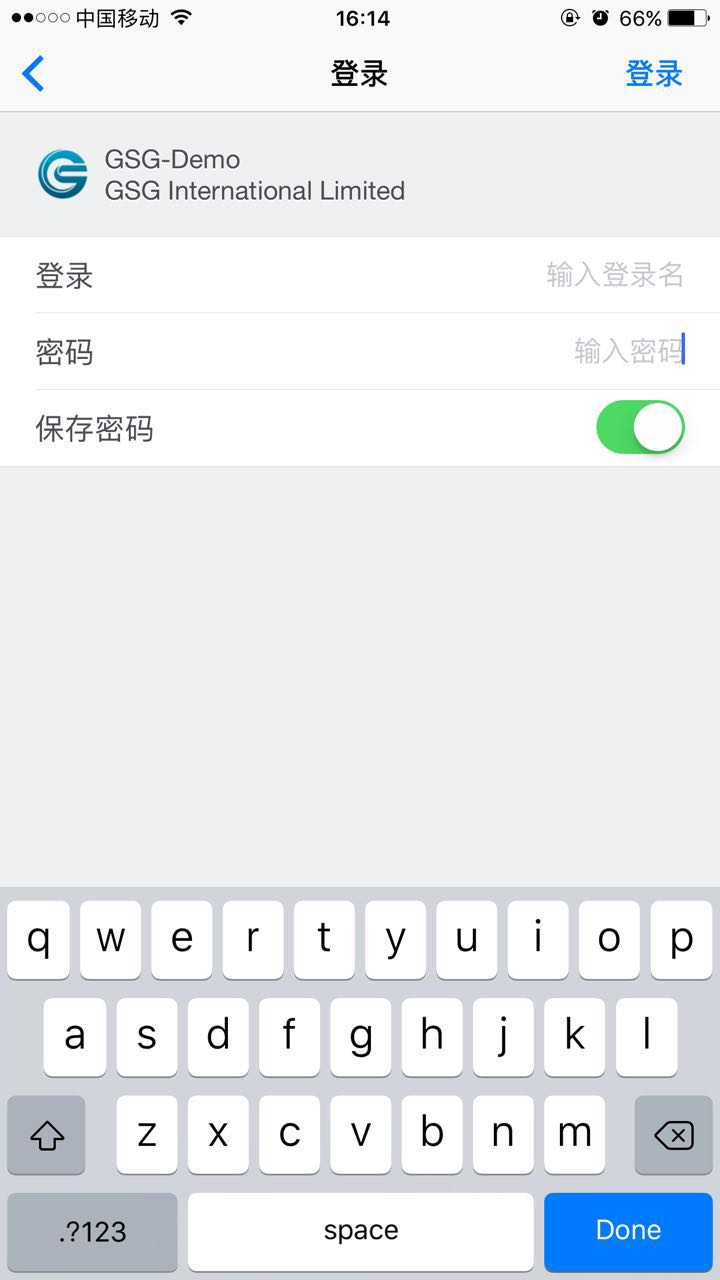 中国移动 16:14 66%
登录 登录
GSG-Demo
GSG International Limited
登录 输入登录名
密码 输入密码
保存密码
q w e r t y u i o p
a s d f g h j k l
z x c v b n m
.?123 space Done